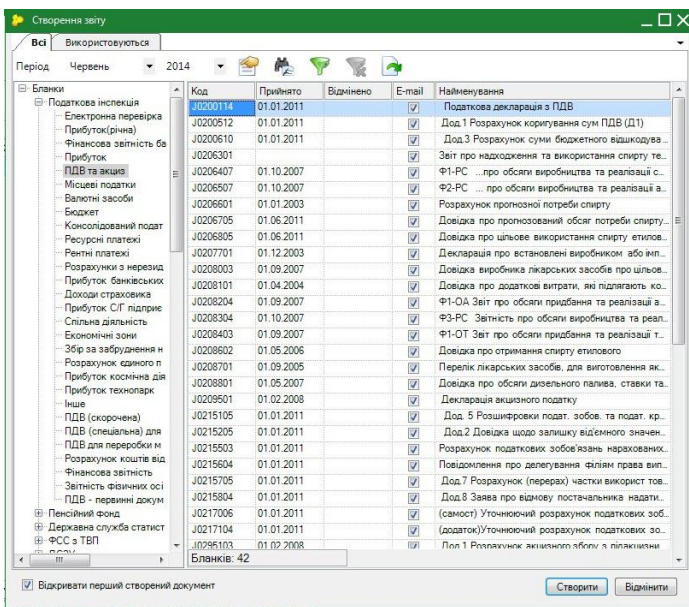 Створення звіту
Всі Використовуються
Період Червень 2014
Бланки
Податкова інспекція
Електронна перевірка
Прибуток(річна)
Фінансова звітність ба
Прибуток
ПДВ та акциз
Місцеві податки
Валютні засоби
Бюджет
Консолідований подат
Ресурсні платежі
Рентні платежі
Розрахунки з нерезид
Прибуток банківських
Доходи страховика
Прибуток С/Г підприє
Спільна діяльність
Економічні зони
Збір за забруднення н
Розрахунок єдиного п
Прибуток космічна дія
Прибуток технопарк
Інше
ПДВ (скорочена)
ПДВ (спеціальна) для
ПДВ для переробки м
Розрахунок коштів від
Фінансова звітність
Звітність фізичних осі
ПДВ - первинні докум
Пенсійний фонд
Державна служба статист
ФСС з ТВП
Код Прийнято Відмінено E-mail Найменування
J0200114 01.01.2011 Податкова декларація з ПДВ
J0200512 01.01.2011 Дод.1 Розрахунок коригування сум ПДВ (Д1)
J0200610 01.01.2011 Дод.3 Розрахунок суми бюджетного відшкодува...
J0206301 Звіт про надходження та використання спирту те...
J0206407 01.10.2007 Ф1-РС ...про обсяги виробництва та реалізації с...
J0206507 01.10.2007 Ф2-РС ... про обсяги виробництва та реалізації а...
J0206601 01.01.2003 Розрахунок прогнозної потреби спирту
J0206705 01.06.2011 Довідка про прогнозований обсяг потреби спирту...
J0206805 01.06.2011 Довідка про цільове використання спирту етилов...
J0207701 01.12.2003 Декларація про встановлені виробником або імп...
J0208003 01.09.2007 Довідка виробника лікарських засобів про цільов...
J0208101 01.04.2004 Довідка про додаткові витрати, які підлягають ко...
J0208204 01.09.2007 Ф1-ОА Звіт про обсяги придбання та реалізації а...
J0208304 01.10.2007 Ф3-РС Звітність про обсяги виробництва та реал...
J0208403 01.09.2007 Ф1-ОТ Звіт про обсяги придбання та реалізації т...
J0208602 01.05.2006 Довідка про отримання спирту етилового
J0208701 01.09.2005 Перелік лікарських засобів, для виготовлення як...
J0208801 01.05.2007 Довідка про обсяги дизельного палива, ставки та...
J0209501 01.02.2008 Декларація акцизного податку
J0215105 01.01.2011 Дод. 5 Розшифровки подат. зобов. та подат. кр...
J0215205 01.01.2011 Дод.2 Довідка щодо залишку від'ємного значен...
J0215503 01.01.2011 Розрахунок податкових зобов'язань нарахованих...
J0215604 01.01.2011 Повідомлення про делегування філіям права вип...
J0215705 01.01.2011 Дод.7 Розрахунок (перерах) частки використ тов...
J0215804 01.01.2011 Дод.8 Заява про відмову постачальника надати...
J0217006 01.01.2011 (самост) Уточнюючий розрахунок податкових зоб...
J0217104 01.01.2011 (додаток)Уточнюючий розрахунок податкових зо...
J0295103 01.02.2008 Дод.1 Розрахунок акцизного збору з підакцизни...
Бланків: 42
Відкривати перший створений документ
Створити Відмінити